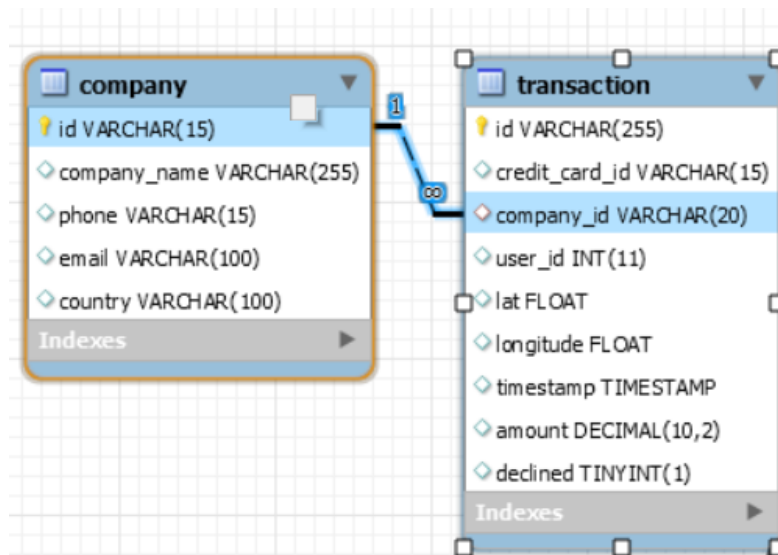 company
id VARCHAR(15)
company_name VARCHAR(255)
phone VARCHAR(15)
email VARCHAR(100)
country VARCHAR(100)
Indexes
1
∞
transaction
id VARCHAR(255)
credit_card_id VARCHAR(15)
company_id VARCHAR(20)
user_id INT(11)
lat FLOAT
longitude FLOAT
timestamp TIMESTAMP
amount DECIMAL(10,2)
declined TINYINT(1)
Indexes